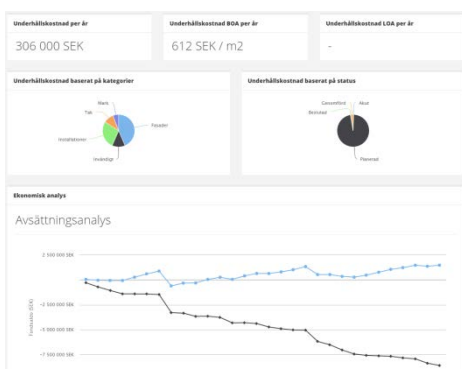 Underhållskostnad per år
Underhållskostnad BOA per år
Underhållskostnad LOA per år
306 000 SEK
612 SEK / m2
-
Underhållskostnad baserat på kategorier
Underhållskostnad baserat på status
Mark
Tak
Fasader
Installationer
Invändigt
Genomförd
Akut
Beslutad
Planerad
Ekonomisk analys
Avsättningsanalys
2 500 000 SEK
-2 500 000 SEK
-5 000 000 SEK
-7 500 000 SEK